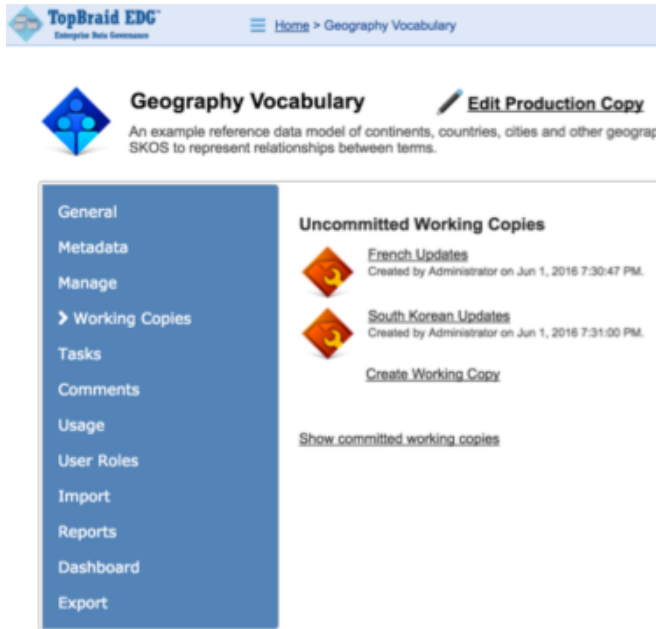 TopBraid EDG™
Enterprise Data Governance
Home > Geography Vocabulary
Geography Vocabulary
Edit Production Copy
An example reference data model of continents, countries, cities and other
SKOS to represent relationships between terms.
General
Metadata
Manage
Working Copies
Tasks
Comments
Usage
User Roles
Import
Reports
Dashboard
Export
Uncommitted Working Copies
French Updates
Created by Administrator on Jun 1, 2016 7:30:47 PM.
South Korean Updates
Created by Administrator on Jun 1, 2016 7:31:00 PM.
Create Working Copy
Show committed working copies